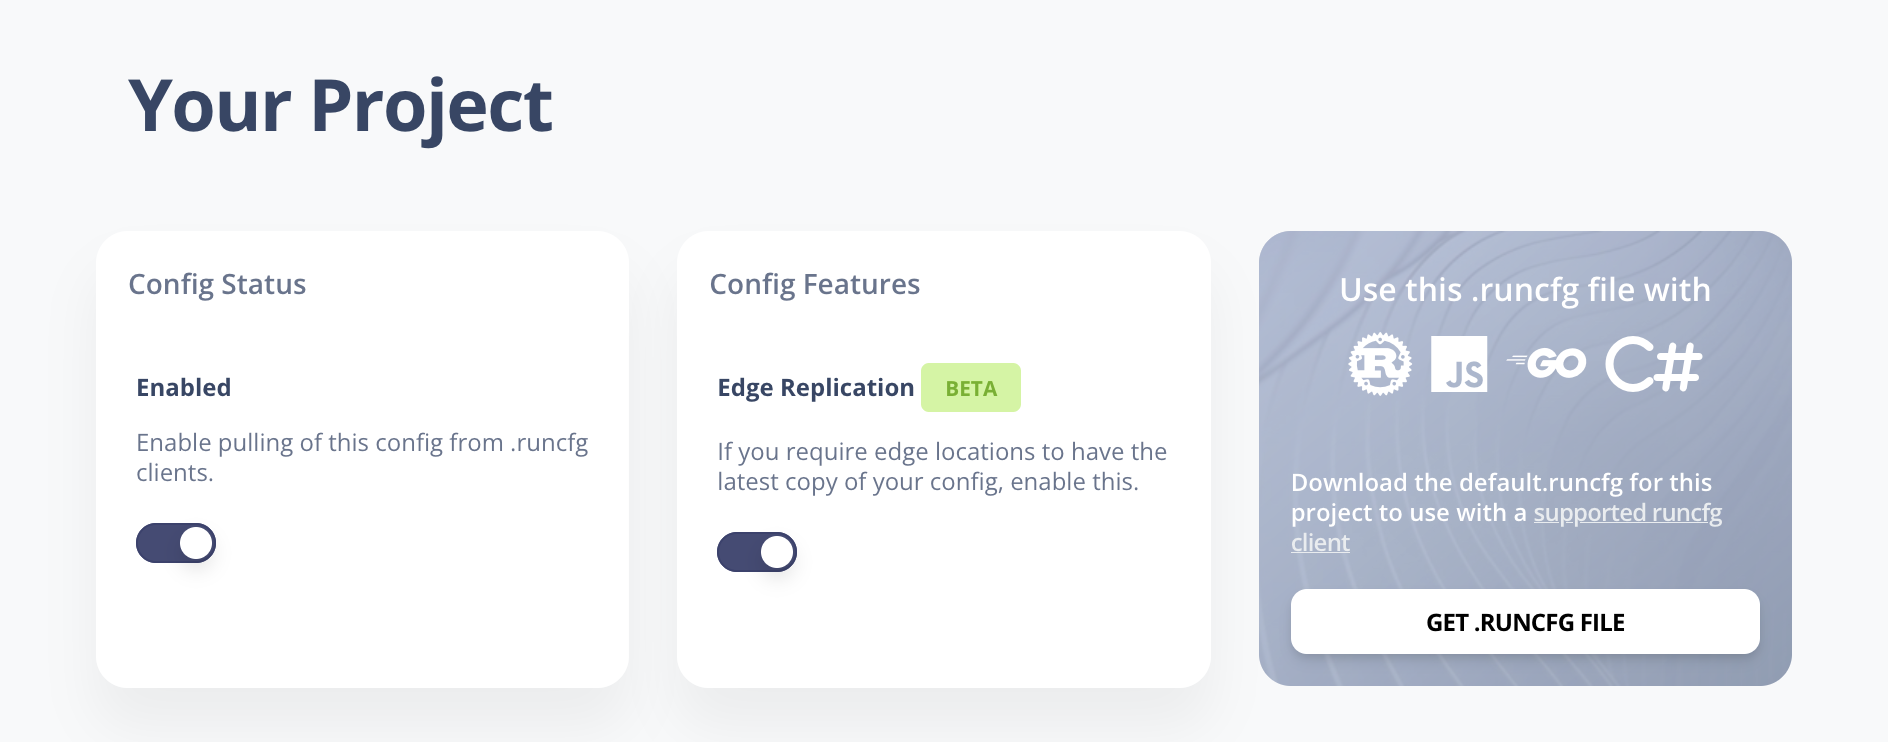 Your Project
Config Status
Enabled
Enable pulling of this config from .runcfg
clients.
Config Features
Edge Replication BETA
If you require edge locations to have the
latest copy of your config, enable this.
Use this .runcfg file with
R JS GO C#
Download the default.runcfg for this
project to use with a supported runcfg
client
GET .RUNCFG FILE